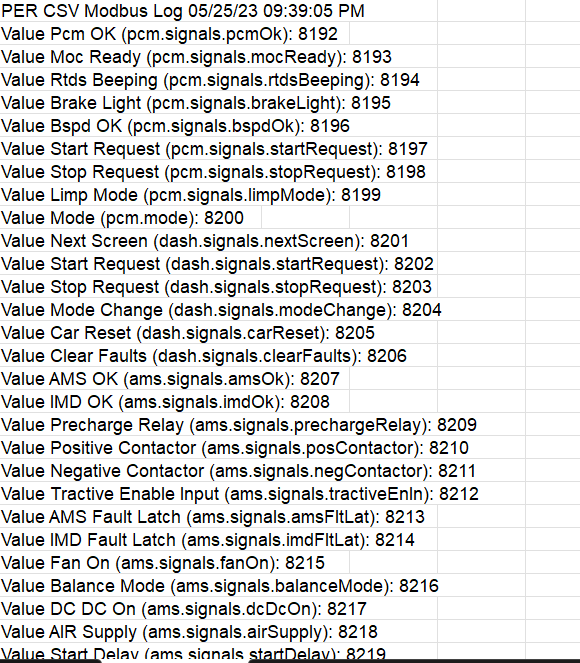 PER CSV Modbus Log 05/25/23 09:39:05 PM
Value Pcm OK (pcm.signals.pcmOk): 8192
Value Moc Ready (pcm.signals.mocReady): 8193
Value Rtds Beeping (pcm.signals.rtdsBeeping): 8194
Value Brake Light (pcm.signals.brakeLight): 8195
Value Bspd OK (pcm.signals.bspdOk): 8196
Value Start Request (pcm.signals.startRequest): 8197
Value Stop Request (pcm.signals.stopRequest): 8198
Value Limp Mode (pcm.signals.limpMode): 8199
Value Mode (pcm.mode): 8200
Value Next Screen (dash.signals.nextScreen): 8201
Value Start Request (dash.signals.startRequest): 8202
Value Stop Request (dash.signals.stopRequest): 8203
Value Mode Change (dash.signals.modeChange): 8204
Value Car Reset (dash.signals.carReset): 8205
Value Clear Faults (dash.signals.clearFaults): 8206
Value AMS OK (ams.signals.amsOk): 8207
Value IMD OK (ams.signals.imdOk): 8208
Value Precharge Relay (ams.signals.prechargeRelay): 8209
Value Positive Contactor (ams.signals.posContactor): 8210
Value Negative Contactor (ams.signals.negContactor): 8211
Value Tractive Enable Input (ams.signals.tractiveEnIn): 8212
Value AMS Fault Latch (ams.signals.amsFltLat): 8213
Value IMD Fault Latch (ams.signals.imdFltLat): 8214
Value Fan On (ams.signals.fanOn): 8215
Value Balance Mode (ams.signals.balanceMode): 8216
Value DC DC On (ams.signals.dcDcOn): 8217
Value AIR Supply (ams.signals.airSupply): 8218
Value Start Delay (ams.signals.startDelay): 8219